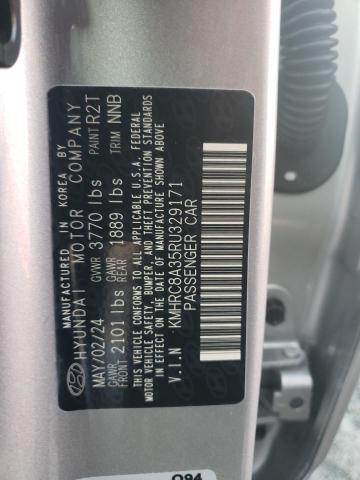 MANUFACTURED IN KOREA BY
HYUNDAI MOTOR COMPANY
MAY/02/24 GVWR 3770 lbs PAINT R2T
GAWR FRONT 2101 lbs GAWR REAR 1889 lbs TRIM NNB
THIS VEHICLE CONFORMS TO ALL APPLICABLE U.S.A. FEDERAL
MOTOR VEHICLE SAFETY, BUMPER, AND THEFT PREVENTION STANDARDS
IN EFFECT ON THE DATE OF MANUFACTURE SHOWN ABOVE.
V.I.N KMHRC8A35RU329171
PASSENGER CAR